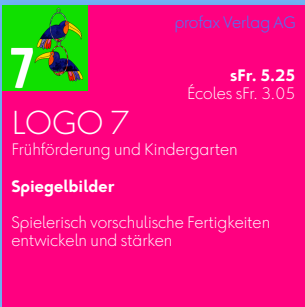 profax Verlag AG
7
sFr. 5.25
Écoles sFr. 3.05
LOGO 7
Frühförderung und Kindergarten
Spiegelbilder
Spielerisch vorschulische Fertigkeiten
entwickeln und stärken